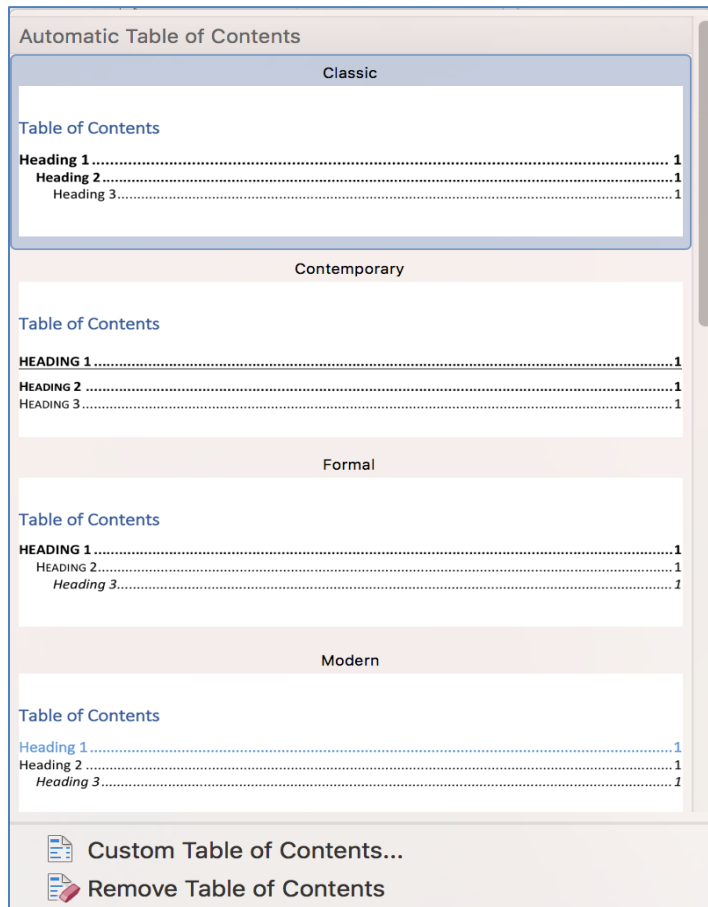 Automatic Table of Contents
Classic
Table of Contents
Heading 1........................................................................................................ 1
Heading 2........................................................................................................1
Heading 3........................................................................................................1
Contemporary
Table of Contents
HEADING 1........................................................................................................1
HEADING 2 ........................................................................................................1
HEADING 3........................................................................................................1
Formal
Table of Contents
HEADING 1........................................................................................................1
HEADING 2........................................................................................................1
Heading 3........................................................................................................1
Modern
Table of Contents
Heading 1........................................................................................................1
Heading 2 ........................................................................................................1
Heading 3........................................................................................................1
Custom Table of Contents...
Remove Table of Contents